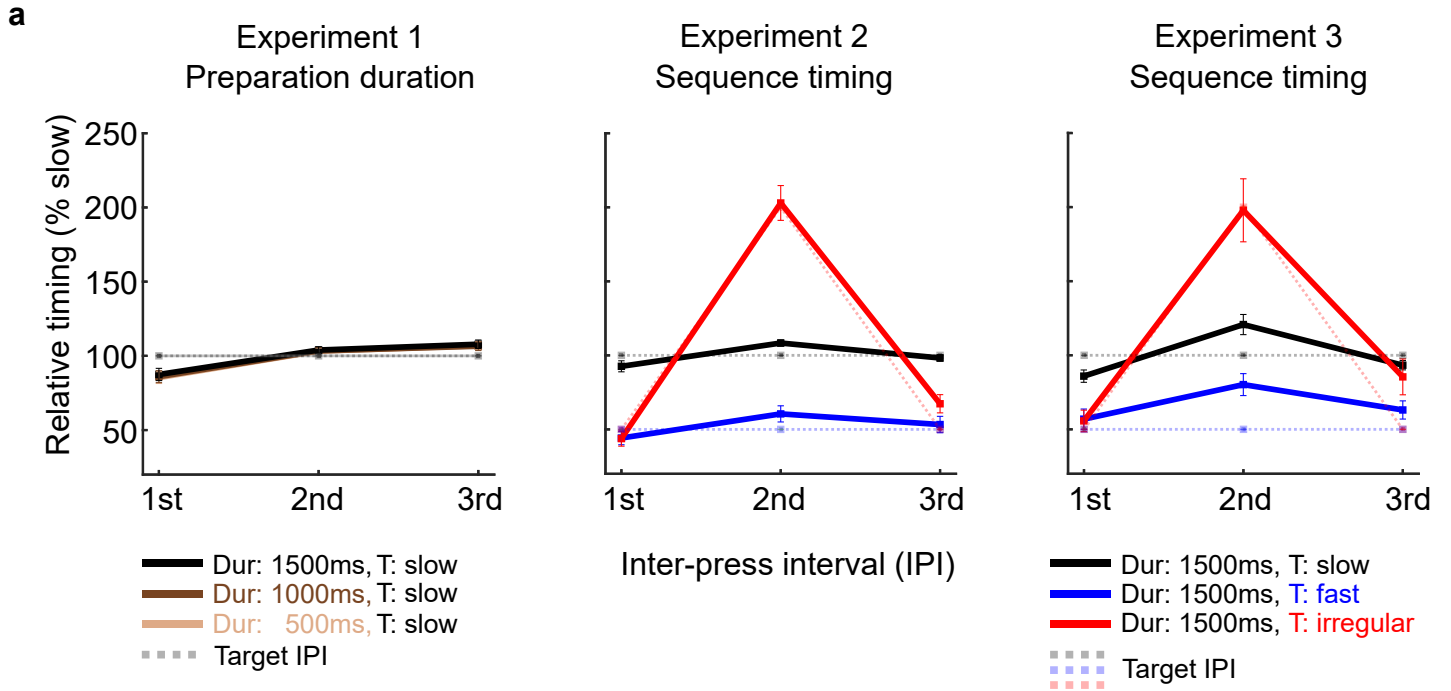 a
Experiment 1
Preparation duration
Experiment 2
Sequence timing
Experiment 3
Sequence timing
Relative timing (% slow)
250
200
150
100
50
1st 2nd 3rd
1st 2nd 3rd
1st 2nd 3rd
Inter-press interval (IPI)
Dur: 1500ms, T: slow
Dur: 1000ms, T: slow
Dur: 500ms, T: slow
Target IPI
Dur: 1500ms, T: slow
Dur: 1500ms, T: fast
Dur: 1500ms, T: irregular
Target IPI